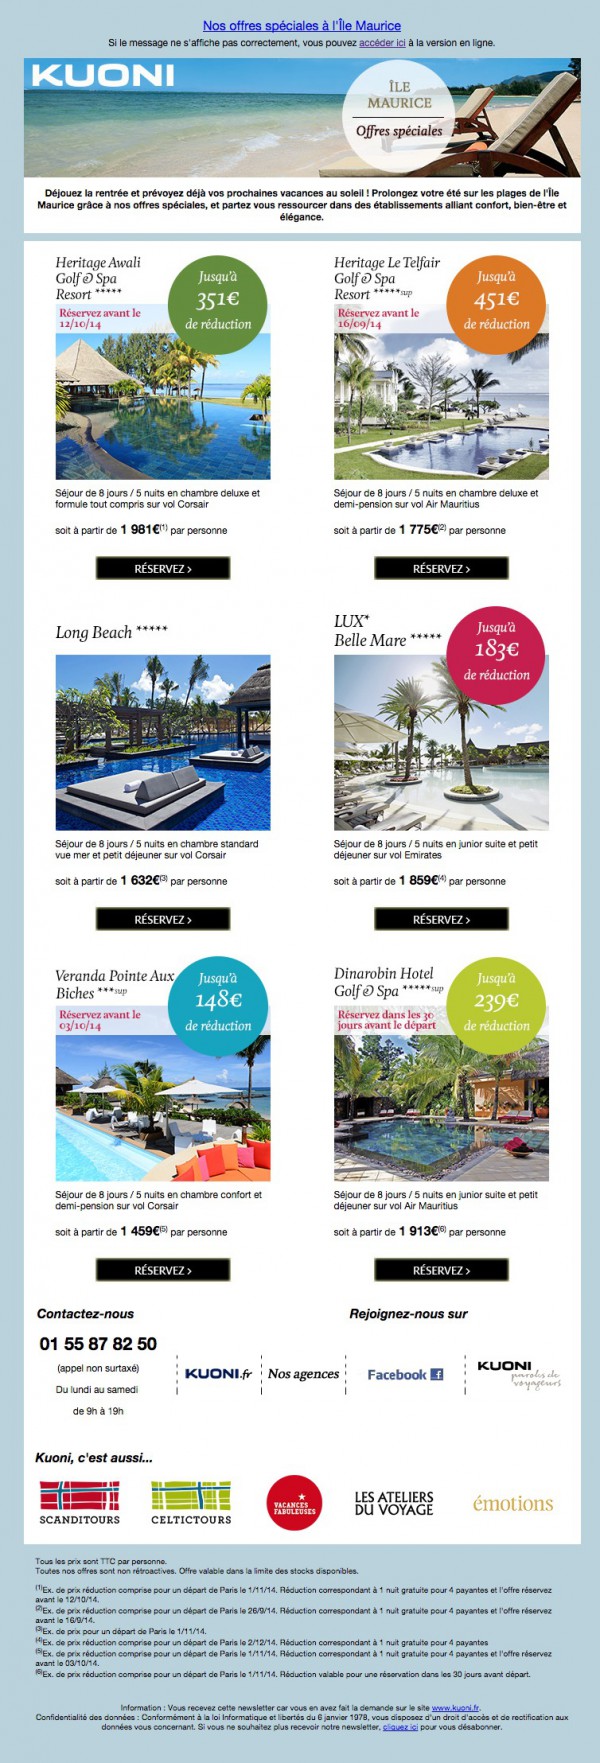 Nos offres spéciales à l'Île Maurice
Si le message ne s'affiche pas correctement, vous pouvez accéder ici à la version en ligne.
KUONI
ÎLE
MAURICE
Offres spéciales
Déjouez la rentrée et prévoyez déjà vos prochaines vacances au soleil ! Prolongez votre été sur les plages de l'Île
Maurice grâce à nos offres spéciales, et partez vous ressourcer dans des établissements alliant confort, bien-être et
élégance.
Heritage Awali
Golf & Spa
Resort *****
Jusqu'à
351€
de réduction
Réservez avant le
12/10/14
Séjour de 8 jours / 5 nuits en chambre deluxe et
formule tout compris sur vol Corsair
soit à partir de 1 981€(1) par personne
RÉSERVEZ >
Heritage Le Telfair
Golf & Spa
Resort *****sup
Jusqu'à
451€
de réduction
Réservez avant le
16/09/14
Séjour de 8 jours / 5 nuits en chambre deluxe et
demi-pension sur vol Air Mauritius
soit à partir de 1 775€(2) par personne
RÉSERVEZ >
Long Beach *****
Séjour de 8 jours / 5 nuits en chambre standard
vue mer et petit déjeuner sur vol Corsair
soit à partir de 1 632€(3) par personne
RÉSERVEZ >
LUX*
Belle Mare *****
Jusqu'à
183€
de réduction
Séjour de 8 jours / 5 nuits en junior suite et petit
déjeuner sur vol Emirates
soit à partir de 1 859€(4) par personne
RÉSERVEZ >
Veranda Pointe Aux
Biches ***sup
Jusqu'à
148€
de réduction
Réservez avant le
03/10/14
Séjour de 8 jours / 5 nuits en chambre confort et
demi-pension sur vol Corsair
soit à partir de 1 459€(5) par personne
RÉSERVEZ >
Dinarobin Hotel
Golf & Spa *****sup
Jusqu'à
239€
de réduction
Réservez dans les 30
jours avant le départ
Séjour de 8 jours / 5 nuits en junior suite et petit
déjeuner sur vol Air Mauritius
soit à partir de 1 913€(6) par personne
RÉSERVEZ >
Contactez-nous
Rejoignez-nous sur
01 55 87 82 50
(appel non surtaxé)
Du lundi au samedi
de 9h à 19h
KUONI.fr
Nos agences
Facebook f
KUONI
paroles de
voyageurs
Kuoni, c'est aussi...
SCANDITOURS
CELTICTOURS
VACANCES
FABULEUSES
LES ATELIERS
DU VOYAGE
émotions
Tous les prix sont TTC par personne.
Toutes nos offres sont non rétroactives. Offre valable dans la limite des stocks disponibles.
(1)Ex. de prix réduction comprise pour un départ de Paris le 1/11/14. Réduction correspondant à 1 nuit gratuite pour 4 payantes et l'offre réservez
avant le 12/10/14.
(2)Ex. de prix réduction comprise pour un départ de Paris le 26/9/14. Réduction correspondant à 1 nuit gratuite pour 4 payantes et l'offre réservez
avant le 16/9/14.
(3)Ex. de prix pour un départ de Paris le 1/11/14.
(4)Ex. de prix réduction comprise pour un départ de Paris le 2/12/14. Réduction correspondant à 1 nuit gratuite pour 4 payantes
(5)Ex. de prix réduction comprise pour un départ de Paris le 1/11/14. Réduction correspondant à 1 nuit gratuite pour 4 payantes et l'offre réservez
avant le 03/10/14.
(6)Ex. de prix réduction comprise pour un départ de Paris le 1/11/14. Réduction valable pour une réservation dans les 30 jours avant départ.
Information : Vous recevez cette newsletter car vous en avez fait la demande sur le site www.kuoni.fr.
Confidentialité des données : Conformément à la loi Informatique et libertés du 6 janvier 1978, vous disposez d'un droit d'accès et de rectification aux
données vous concernant. Si vous ne souhaitez plus recevoir notre newsletter, cliquez ici pour vous désabonner.